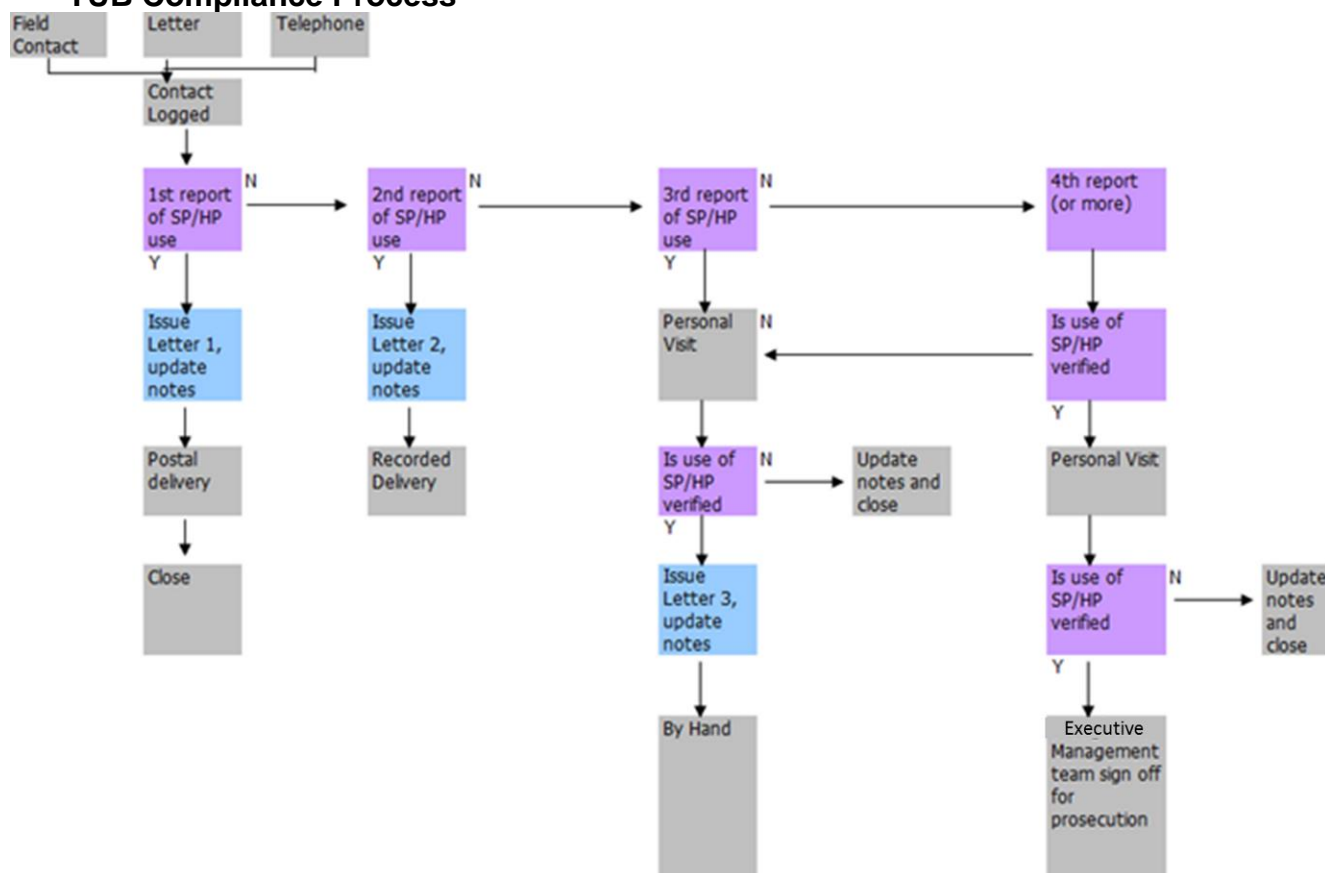 TUB Compliance Process
Field
Contact
Letter
Telephone
Contact
Logged
1st report
of SP/HP
use
N
Y
2nd report
of SP/HP
use
N
Y
3rd report
of SP/HP
use
N
Y
4th report
(or more)
Issue
Letter 1,
update
notes
Issue
Letter 2,
update
notes
Personal
Visit
N
Is use of
SP/HP
verified
Y
Postal
delivery
Recorded
Delivery
Is use of
SP/HP
verified
N
Y
Update
notes and
close
Personal Visit
Close
Issue
Letter 3,
update
notes
Is use of
SP/HP
verified
N
Y
Update
notes
and
close
By Hand
Executive
Management
team sign off
for
prosecution